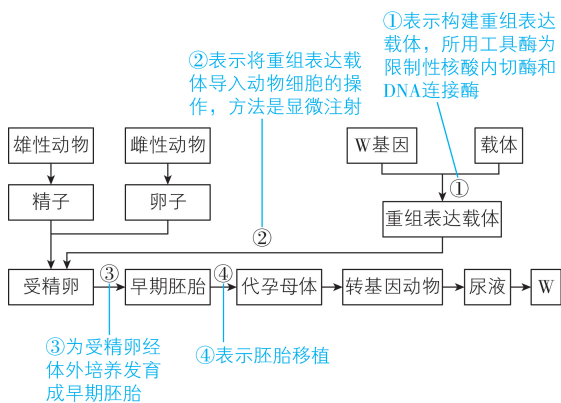 ①表示构建重组表达
载体，所用工具酶为
限制性核酸内切酶和
DNA连接酶
②表示将重组表达载
体导入动物细胞的操
作，方法是显微注射
雄性动物
雌性动物
W基因
载体
①
精子
卵子
重组表达载体
②
受精卵
③
早期胚胎
④
代孕母体
转基因动物
尿液
W
③为受精卵经
体外培养发育
成早期胚胎
④表示胚胎移植